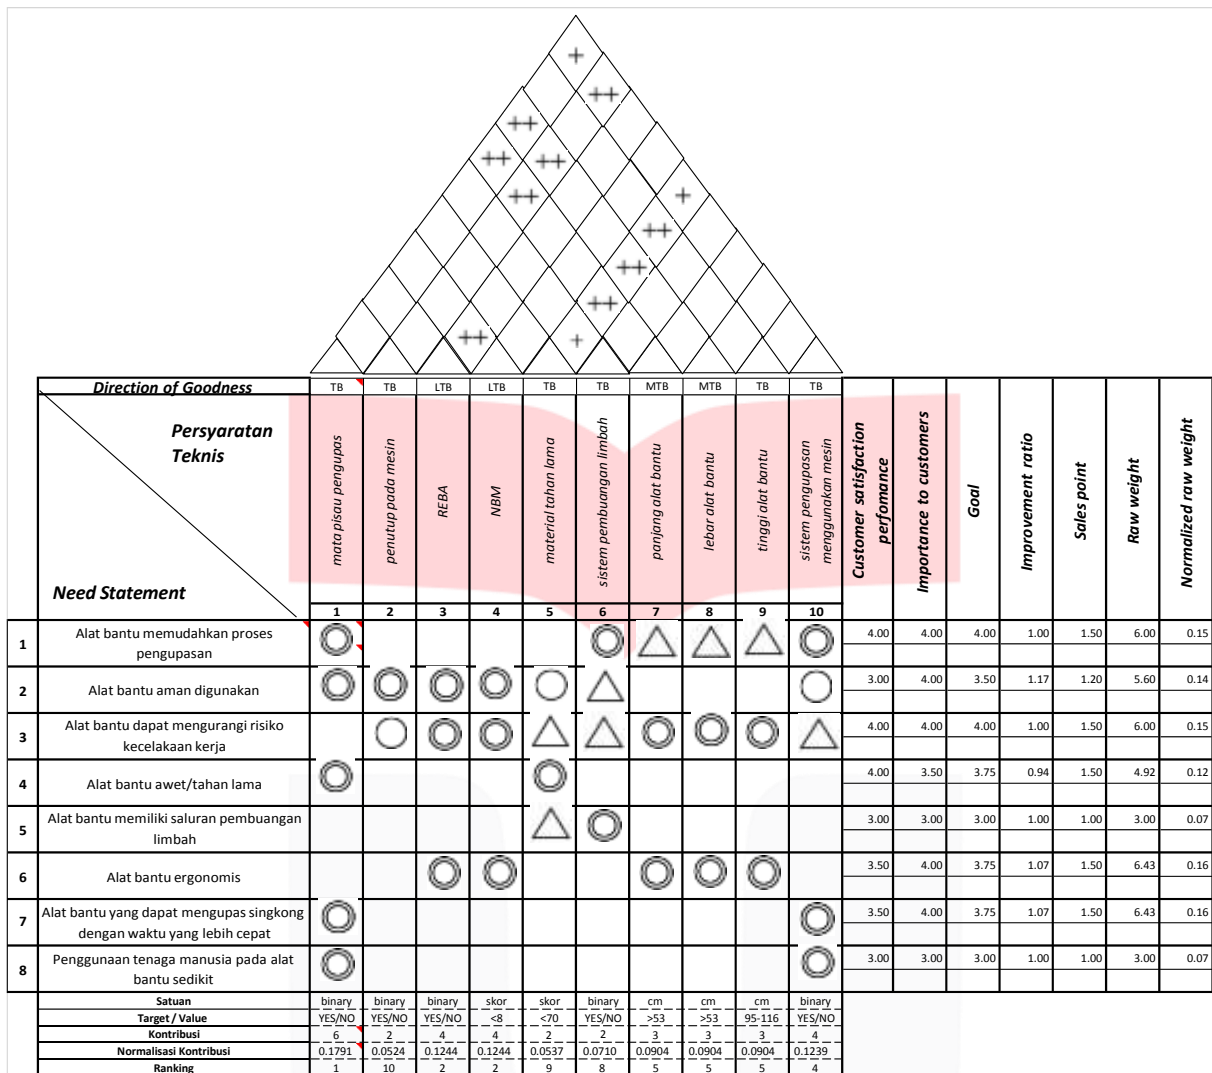 +
++
++
++ ++
++ +
++
++
++
++ +
Direction of Goodness TB TB LTB LTB TB TB MTB MTB TB TB
Persyaratan
Teknis
Need Statement
mata pisau pengupas
penutup pada mesin
REBA
NBM
material tahan lama
sistem pembuangan limbah
panjang alat bantu
lebar alat bantu
tinggi alat bantu
sistem pengupasan
menggunakan mesin
Customer satisfaction
perfomance
Importance to customers
Goal
Improvement ratio
Sales point
Raw weight
Normalized raw weight
1 2 3 4 5 6 7 8 9 10
1 Alat bantu memudahkan proses
pengupasan
4.00 4.00 4.00 1.00 1.50 6.00 0.15
2 Alat bantu aman digunakan
3.00 4.00 3.50 1.17 1.20 5.60 0.14
3 Alat bantu dapat mengurangi risiko
kecelakaan kerja
4.00 4.00 4.00 1.00 1.50 6.00 0.15
4 Alat bantu awet/tahan lama
4.00 3.50 3.75 0.94 1.50 4.92 0.12
5 Alat bantu memiliki saluran pembuangan
limbah
3.00 3.00 3.00 1.00 1.00 3.00 0.07
6 Alat bantu ergonomis
3.50 4.00 3.75 1.07 1.50 6.43 0.16
7 Alat bantu yang dapat mengupas singkong
dengan waktu yang lebih cepat
3.50 4.00 3.75 1.07 1.50 6.43 0.16
8 Penggunaan tenaga manusia pada alat
bantu sedikit
3.00 3.00 3.00 1.00 1.00 3.00 0.07
Satuan binary binary binary skor skor binary cm cm cm binary
Target / Value YES/NO YES/NO YES/NO <8 <70 YES/NO >53 >53 95-116 YES/NO
Kontribusi 6 2 4 4 2 2 3 3 3 4
Normalisasi Kontribusi 0.1791 0.0524 0.1244 0.1244 0.0537 0.0710 0.0904 0.0904 0.0904 0.1239
Ranking 1 10 2 2 9 8 5 5 5 4